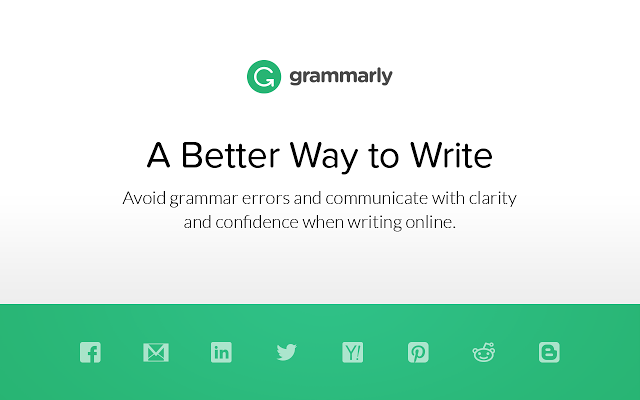 grammarly
A Better Way to Write
Avoid grammar errors and communicate with clarity
and confidence when writing online.